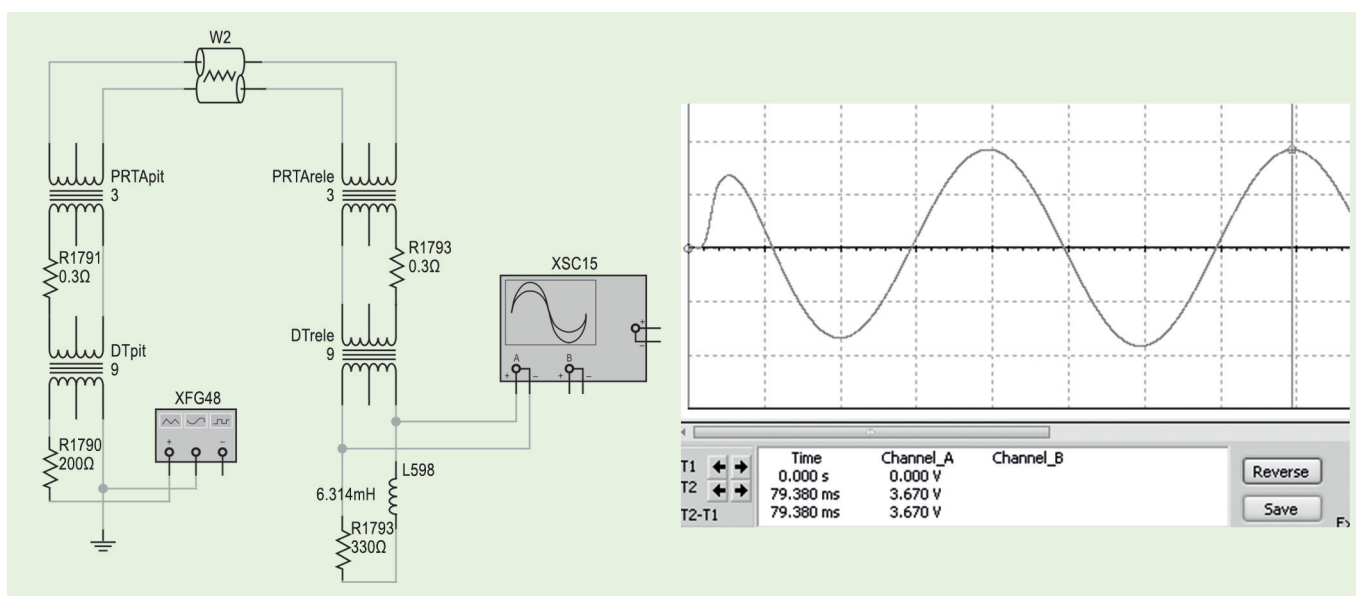 W2
PRTApit
3
PRTArele
3
R1791
0.3Ω
R1793
0.3Ω
XSC15
A
B
+
-
+
-
+
-
DTpit
9
DTrele
9
XFG48
+
-
R1790
200Ω
L598
6.314mH
R1793
330Ω
T1
T2
T2-T1
Time Channel_A Channel_B
0.000 s 0.000 V
79.380 ms 3.670 V
79.380 ms 3.670 V
Reverse
Save